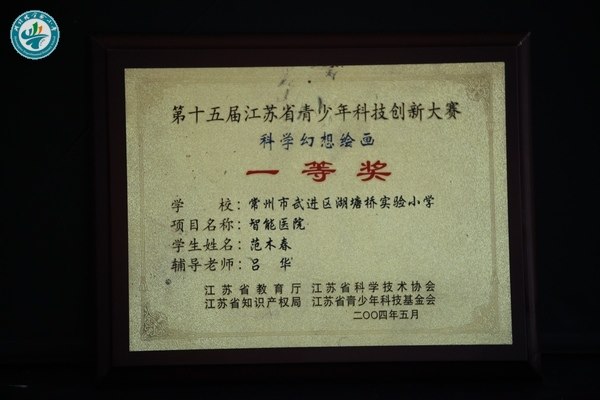 第十五届江苏省青少年科技创新大赛
科学幻想绘画
一等奖
学 校：常州市武进区湖塘桥实验小学
项目名称：智能医院
学生姓名：范木春
辅导老师：吕 华
江苏省教育厅 江苏省科学技术协会
江苏省知识产权局 江苏省青少年科技基金会
二〇〇四年五月